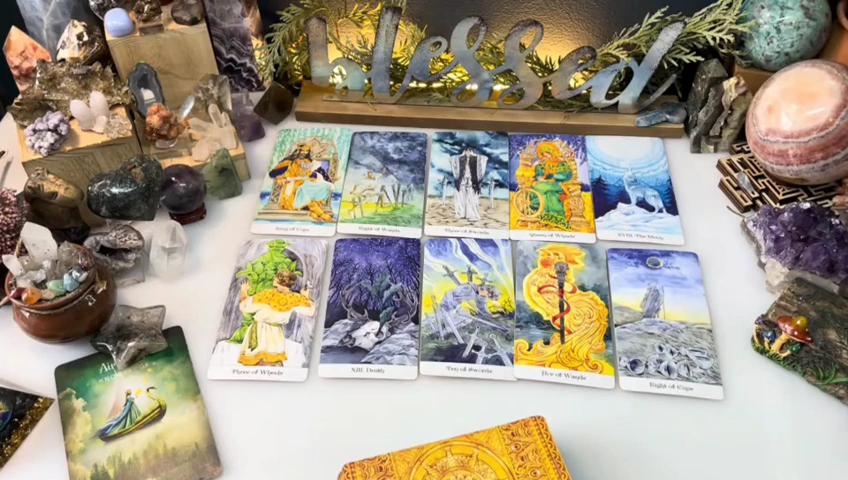 blessed
King of Cups
Eight of Swords
Three of Swords
Queen of Wands
XVIII. The Moon
Three of Wands
XIII. Death
Ten of Swords
Ace of Wands
Eight of Cups